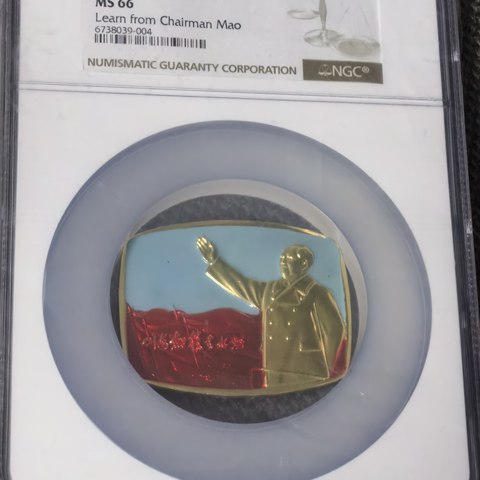 MS 66
Learn from Chairman Mao
6738039-004
NUMISMATIC GUARANTY CORPORATION NGC®